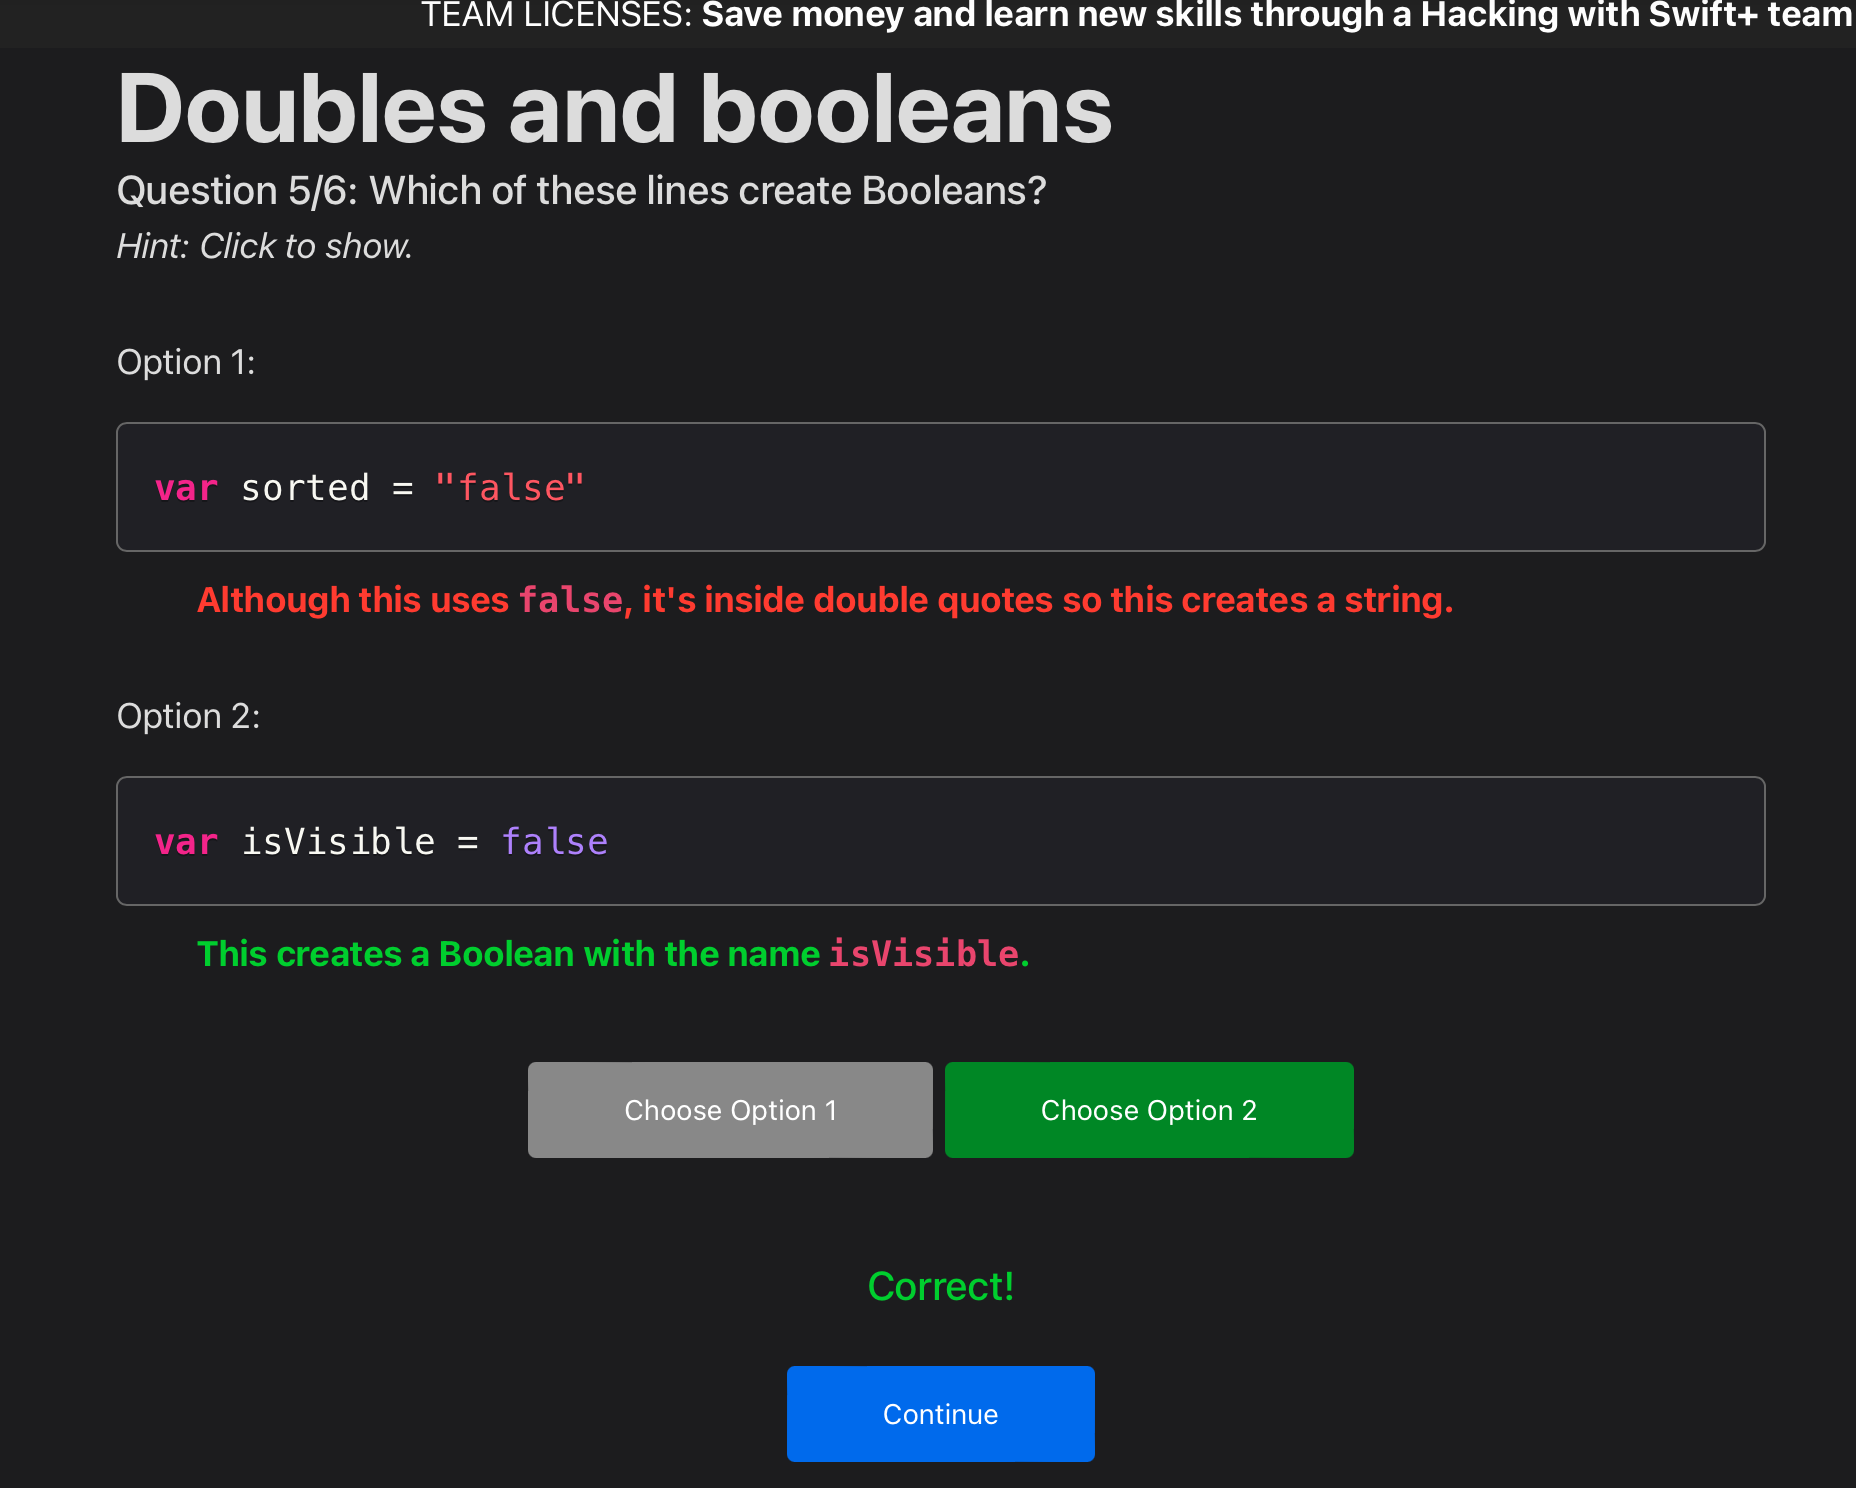 TEAM LICENSES: Save money and learn new skills through a Hacking with Swift+ team
Doubles and booleans
Question 5/6: Which of these lines create Booleans?
Hint: Click to show.
Option 1:
var sorted = "false"
Although this uses false, it's inside double quotes so this creates a string.
Option 2:
var isVisible = false
This creates a Boolean with the name isVisible.
Choose Option 1
Choose Option 2
Correct!
Continue